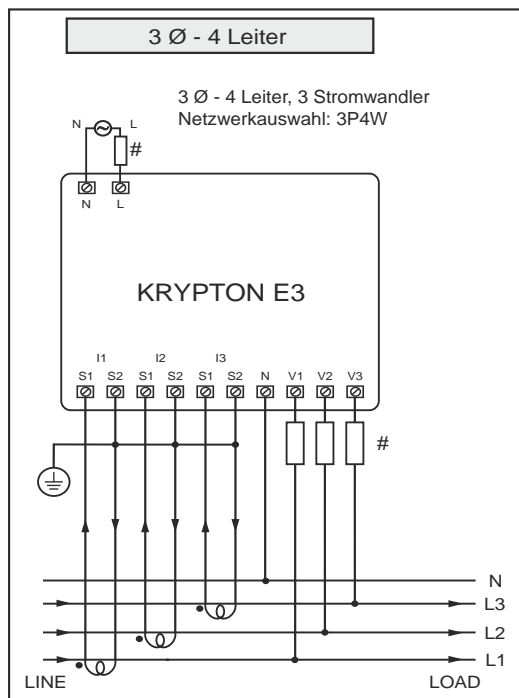 3 Ø - 4 Leiter
3 Ø - 4 Leiter, 3 Stromwandler
Netzwerkauswahl: 3P4W
N L
#
N L
KRYPTON E3
I1 I2 I3
S1 S2 S1 S2 S1 S2 N V1 V2 V3
#
N
L3
L2
L1
LINE LOAD